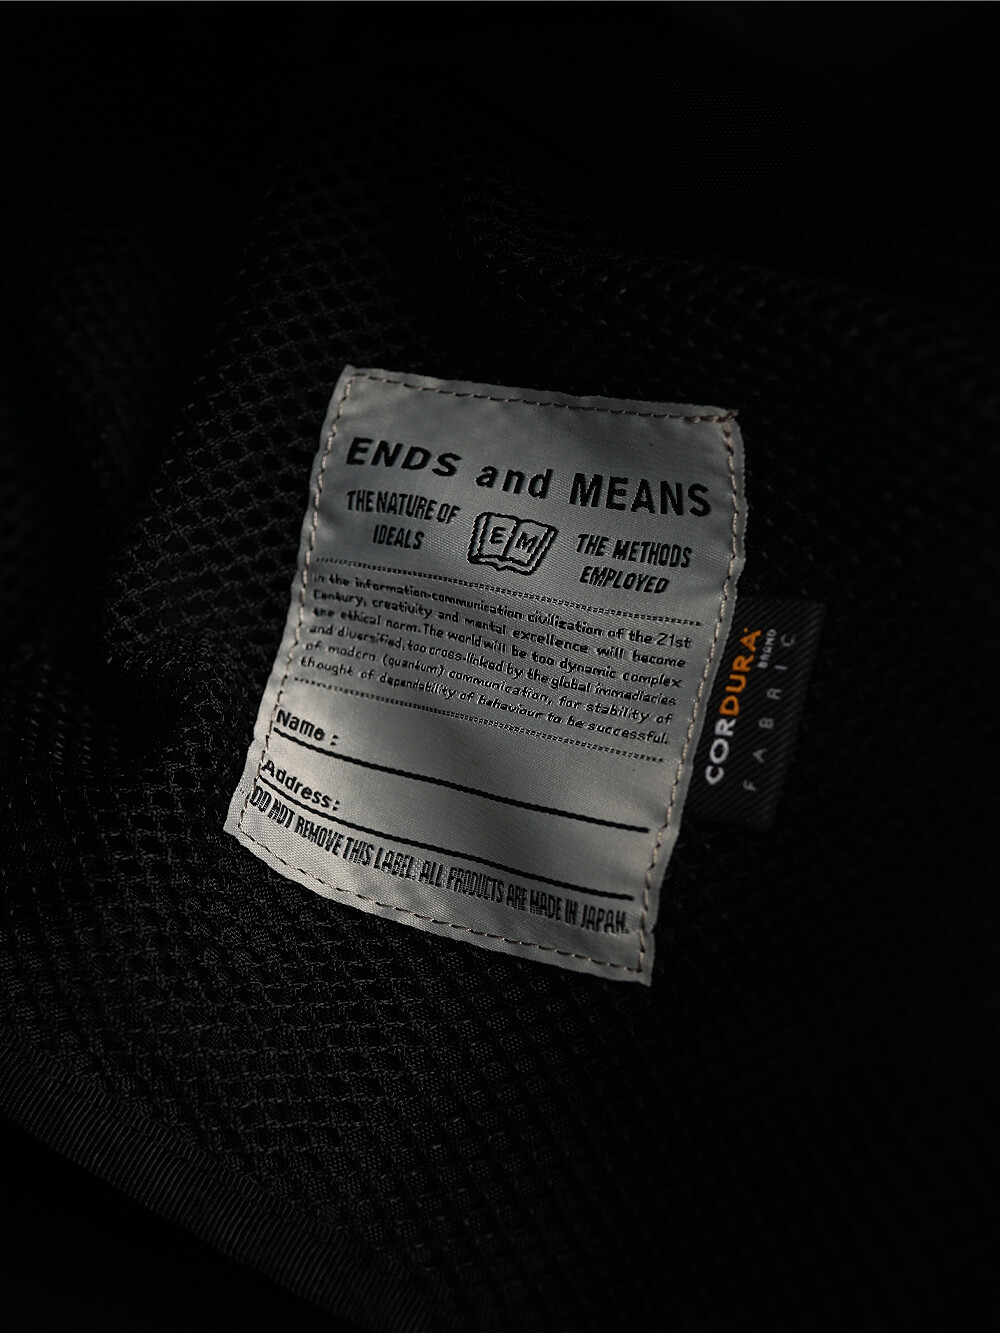 ENDS and MEANS
THE NATURE OF
IDEALS
E M
THE METHODS
EMPLOYED
In the information-communication civilization of the 21st
Century, creativity and mental excellence will become
the ethical norm. The world will be too dynamic complex
and diversified, too cross-linked by the global immediaries
of modern (quantum) communication, for stability of
thought of dependability of behaviour to be successful.
Name :
Address:
DO NOT REMOVE THIS LABEL. ALL PRODUCTS ARE MADE IN JAPAN.
CORDURA
BRAND
FABRIC